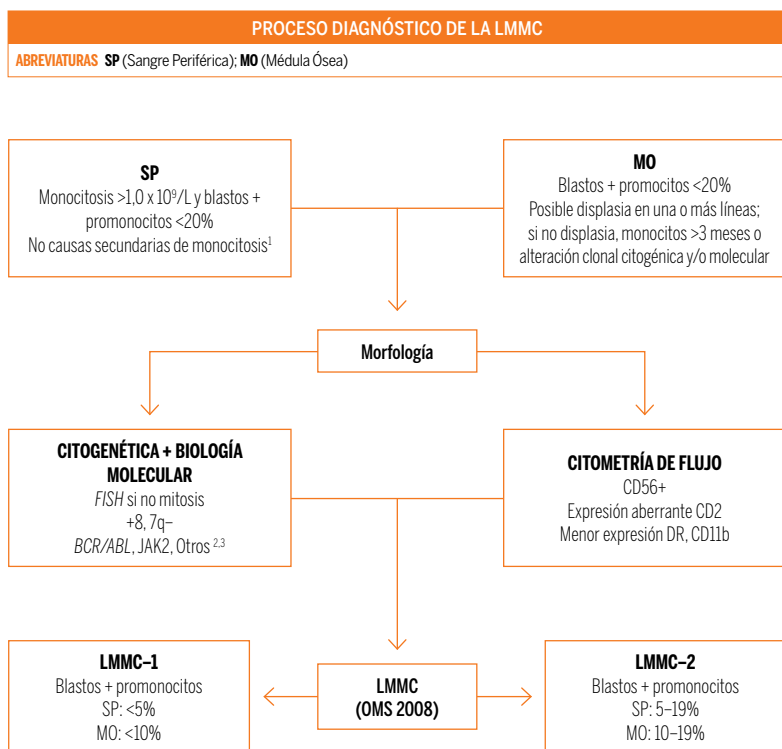 PROCESO DIAGNÓSTICO DE LA LMMC
ABREVIATURAS SP (Sangre Periférica); MO (Médula Ósea)
SP
Monocitosis >1,0 x 10⁹/L y blastos +
promonocitos <20%
No causas secundarias de monocitosis¹
MO
Blastos + promocitos <20%
Posible displasia en una o más líneas;
si no displasia, monocitos >3 meses o
alteración clonal citogénica y/o molecular
Morfología
CITOGENÉTICA + BIOLOGÍA
MOLECULAR
FISH si no mitosis
+8, 7q–
BCR/ABL, JAK2, Otros ²,³
CITOMETRÍA DE FLUJO
CD56+
Expresión aberrante CD2
Menor expresión DR, CD11b
LMMC–1
Blastos + promonocitos
SP: <5%
MO: <10%
LMMC
(OMS 2008)
LMMC–2
Blastos + promonocitos
SP: 5–19%
MO: 10–19%